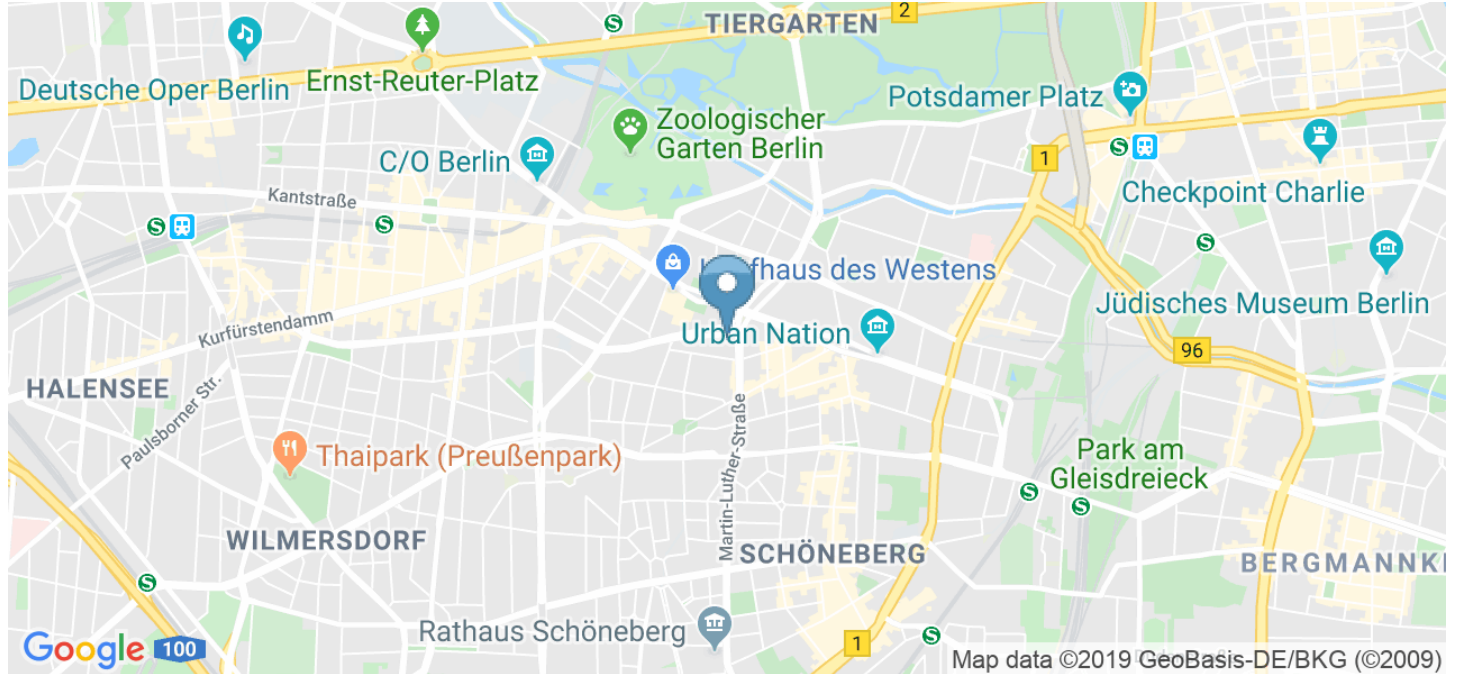 TIERGARTEN
2
Deutsche Oper Berlin
Ernst-Reuter-Platz
Potsdamer Platz
Zoologischer
Garten Berlin
C/O Berlin
1
S
S
Checkpoint Charlie
Kantstraße
S
S
S
Kaufhaus des Westens
Jüdisches Museum Berlin
Kurfürstendamm
Urban Nation
96
HALENSEE
Paulsborner Str.
Thaipark (Preußenpark)
Martin-Luther-Straße
Park am
Gleisdreieck
S
S
WILMERSDORF
SCHÖNEBERG
BERGMANNKI
S
Rathaus Schöneberg
1
S
Google
100
Map data ©2019 GeoBasis-DE/BKG (©2009)